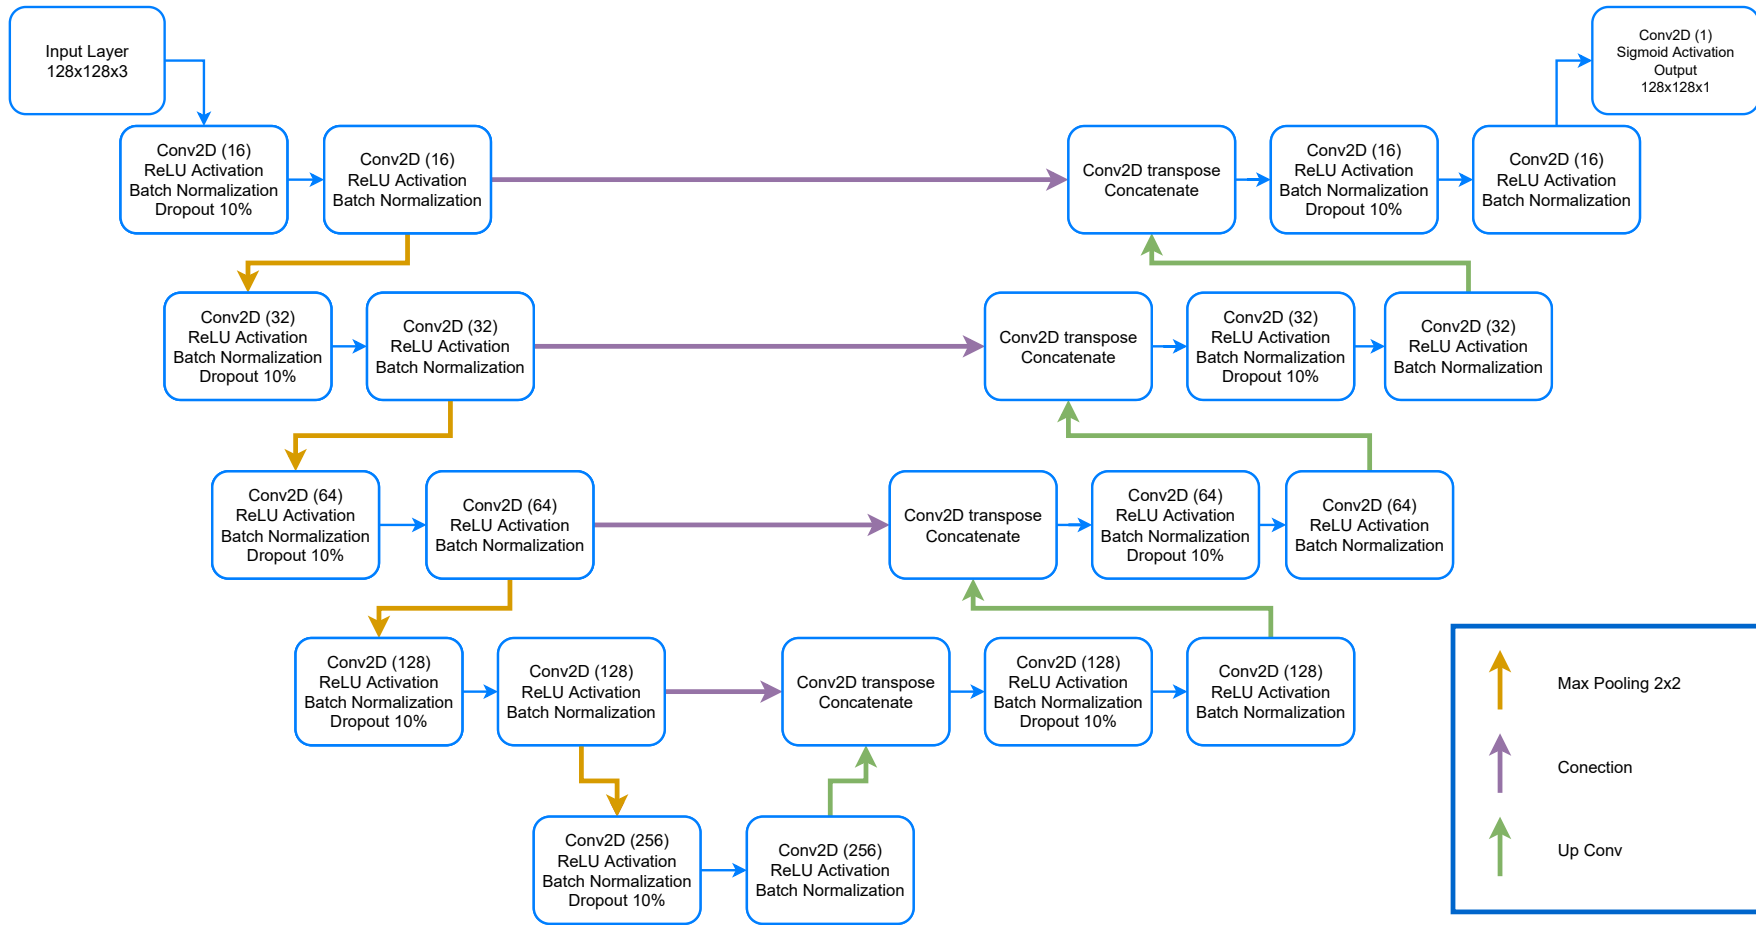 Input Layer
128x128x3
Conv2D (1)
Sigmoid Activation
Output
128x128x1
Conv2D (16)
ReLU Activation
Batch Normalization
Dropout 10%
Conv2D (16)
ReLU Activation
Batch Normalization
Conv2D transpose
Concatenate
Conv2D (16)
ReLU Activation
Batch Normalization
Dropout 10%
Conv2D (16)
ReLU Activation
Batch Normalization
Conv2D (32)
ReLU Activation
Batch Normalization
Dropout 10%
Conv2D (32)
ReLU Activation
Batch Normalization
Conv2D transpose
Concatenate
Conv2D (32)
ReLU Activation
Batch Normalization
Dropout 10%
Conv2D (32)
ReLU Activation
Batch Normalization
Conv2D (64)
ReLU Activation
Batch Normalization
Dropout 10%
Conv2D (64)
ReLU Activation
Batch Normalization
Conv2D transpose
Concatenate
Conv2D (64)
ReLU Activation
Batch Normalization
Dropout 10%
Conv2D (64)
ReLU Activation
Batch Normalization
Conv2D (128)
ReLU Activation
Batch Normalization
Dropout 10%
Conv2D (128)
ReLU Activation
Batch Normalization
Conv2D transpose
Concatenate
Conv2D (128)
ReLU Activation
Batch Normalization
Dropout 10%
Conv2D (128)
ReLU Activation
Batch Normalization
Conv2D (256)
ReLU Activation
Batch Normalization
Dropout 10%
Conv2D (256)
ReLU Activation
Batch Normalization
Max Pooling 2x2
Conection
Up Conv